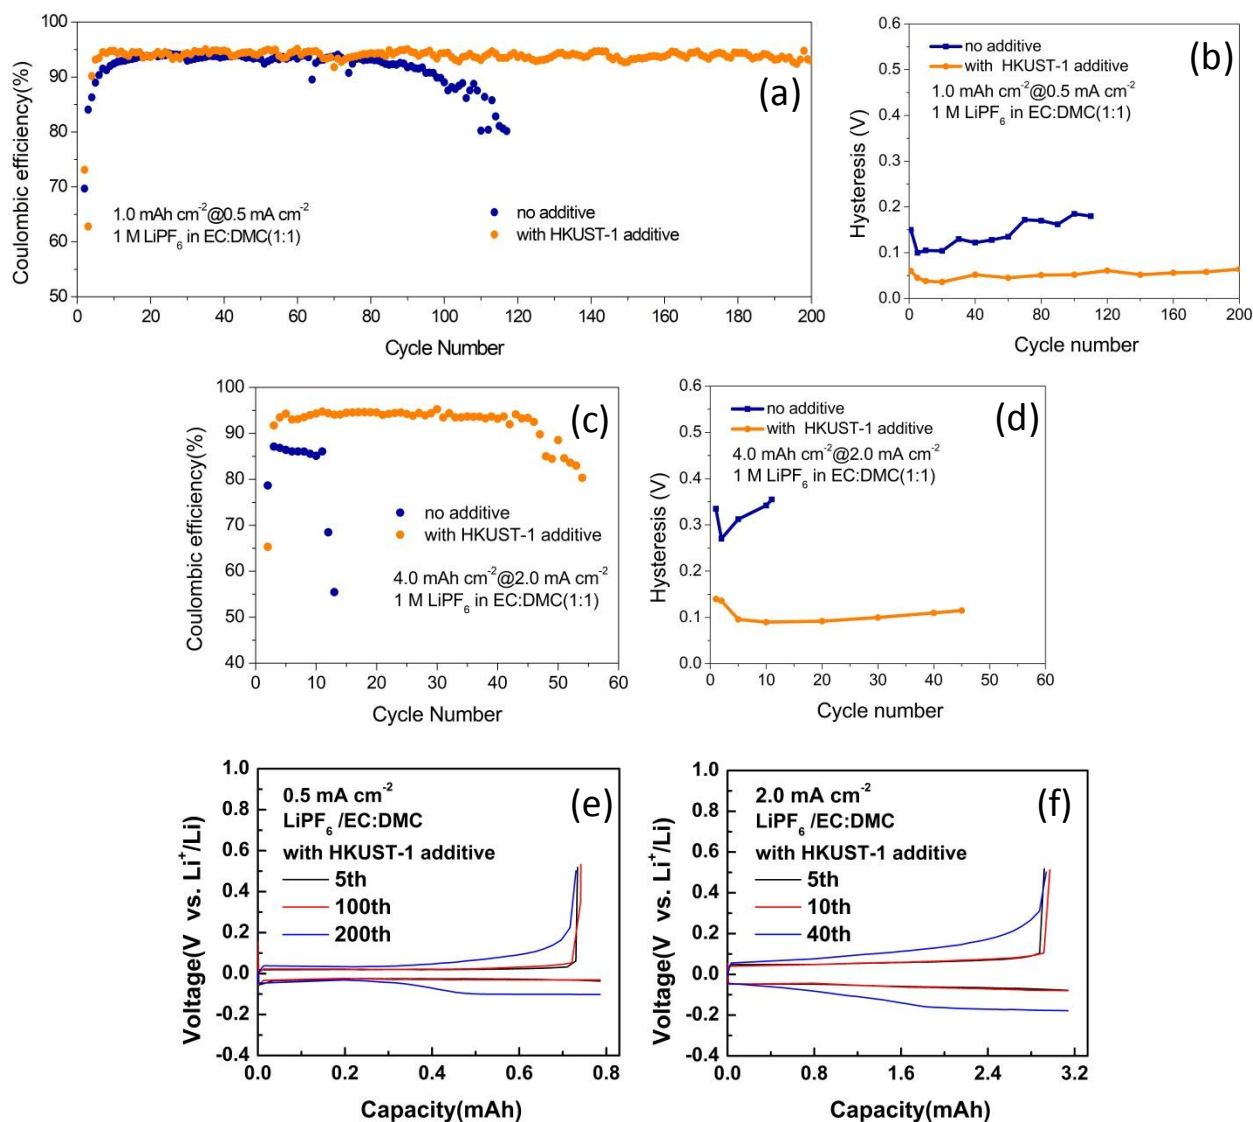 (a)
Coulombic efficiency(%)
100
90
80
70
60
50
0 20 40 60 80 100 120 140 160 180 200
Cycle Number
1.0 mAh cm⁻²@0.5 mA cm⁻²
1 M LiPF₆ in EC:DMC(1:1)
no additive
with HKUST-1 additive
(b)
Hysteresis (V)
0.6
0.5
0.4
0.3
0.2
0.1
0.0
0 40 80 120 160 200
Cycle number
no additive
with HKUST-1 additive
1.0 mAh cm⁻²@0.5 mA cm⁻²
1 M LiPF₆ in EC:DMC(1:1)
(c)
Coulombic efficiency(%)
100
90
80
70
60
50
40
0 10 20 30 40 50 60
Cycle Number
no additive
with HKUST-1 additive
4.0 mAh cm⁻²@2.0 mA cm⁻²
1 M LiPF₆ in EC:DMC(1:1)
(d)
Hysteresis (V)
0.6
0.5
0.4
0.3
0.2
0.1
0.0
0 10 20 30 40 50 60
Cycle number
no additive
with HKUST-1 additive
4.0 mAh cm⁻²@2.0 mA cm⁻²
1 M LiPF₆ in EC:DMC(1:1)
(e)
Voltage(V vs. Li⁺/Li)
1.0
0.8
0.6
0.4
0.2
0.0
-0.2
-0.4
0.0 0.2 0.4 0.6 0.8
Capacity(mAh)
0.5 mA cm⁻²
LiPF₆ /EC:DMC
with HKUST-1 additive
5th
100th
200th
(f)
Voltage(V vs. Li⁺/Li)
1.0
0.8
0.6
0.4
0.2
0.0
-0.2
-0.4
0.0 0.8 1.6 2.4 3.2
Capacity(mAh)
2.0 mA cm⁻²
LiPF₆ /EC:DMC
with HKUST-1 additive
5th
10th
40th